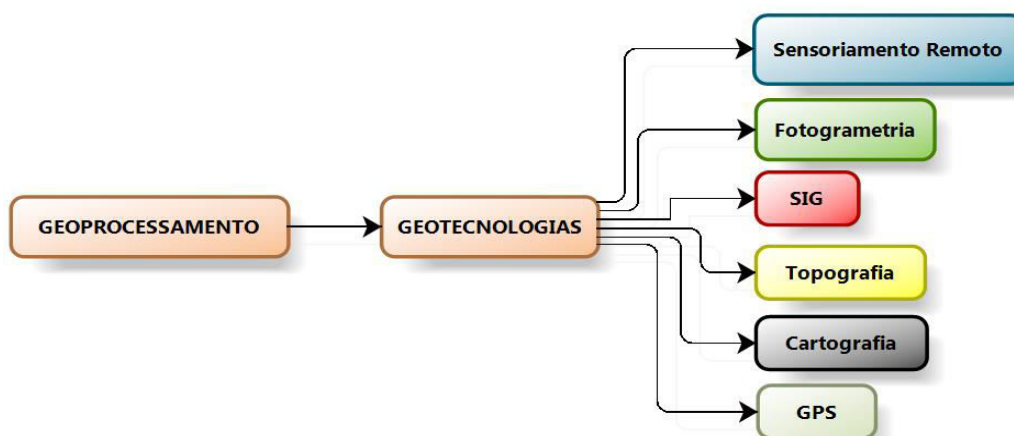 GEOPROCESSAMENTO
GEOTECNOLOGIAS
Sensoriamento Remoto
Fotogrametria
SIG
Topografia
Cartografia
GPS